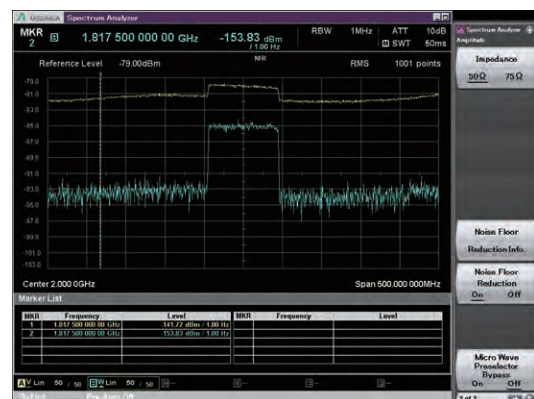 MEASURE Spectrum Analyzer
MKR 2 B 1.817 500 000 00 GHz -153.83 dBm / 1.00 Hz RBW 1MHz ATT 10dB
SWT 50ms
Reference Level -79.00dBm NFR RMS 1001 points
-79.0
-81.0
-83.0
-85.0
-87.0
-89.0
-91.0
-93.0
-95.0
-97.0
-99.0
-101.0
-103.0
Center 2.000 0GHz Span 500.000 000MHz
Marker List
MKR Frequency Level MKR Frequency Level
1 1.817 500 000 00 GHz -141.72 dBm / 1.00 Hz
2 1.817 500 000 00 GHz -153.83 dBm / 1.00 Hz
A Lin 50 / 50 B Lin 50 / 50
Pre-Amp Off
Spectrum Analyzer
Amplitude
Impedance
50Ω 75Ω
Noise Floor
Reduction Info.
Noise Floor
Reduction
On Off
Micro Wave
Preselector
Bypass
On Off